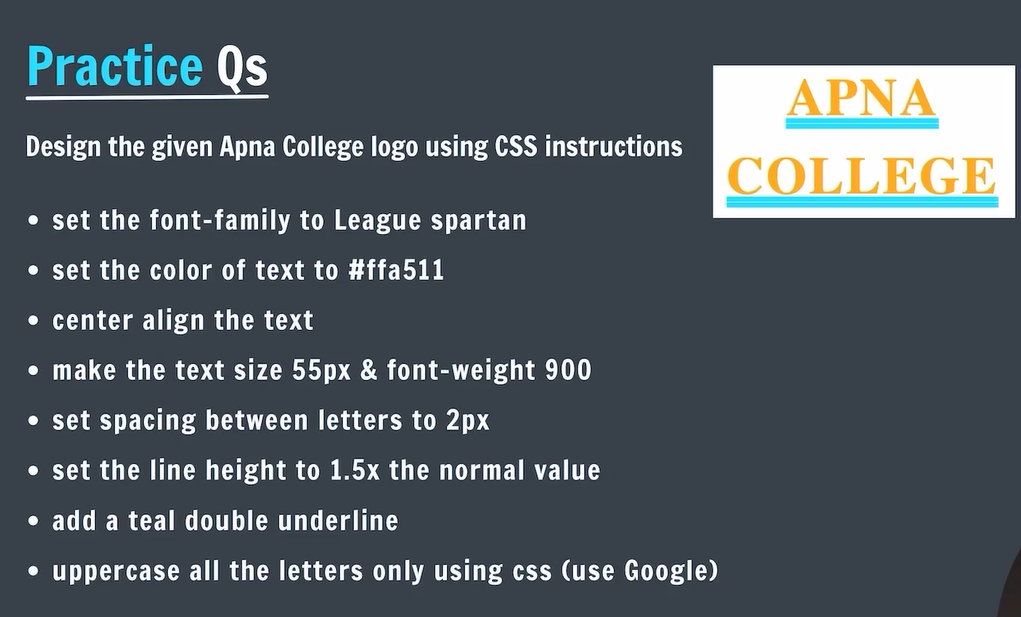 Practice Qs
APNA
COLLEGE
Design the given Apna College logo using CSS instructions
• set the font-family to League spartan
• set the color of text to #ffa511
• center align the text
• make the text size 55px & font-weight 900
• set spacing between letters to 2px
• set the line height to 1.5x the normal value
• add a teal double underline
• uppercase all the letters only using css (use Google)